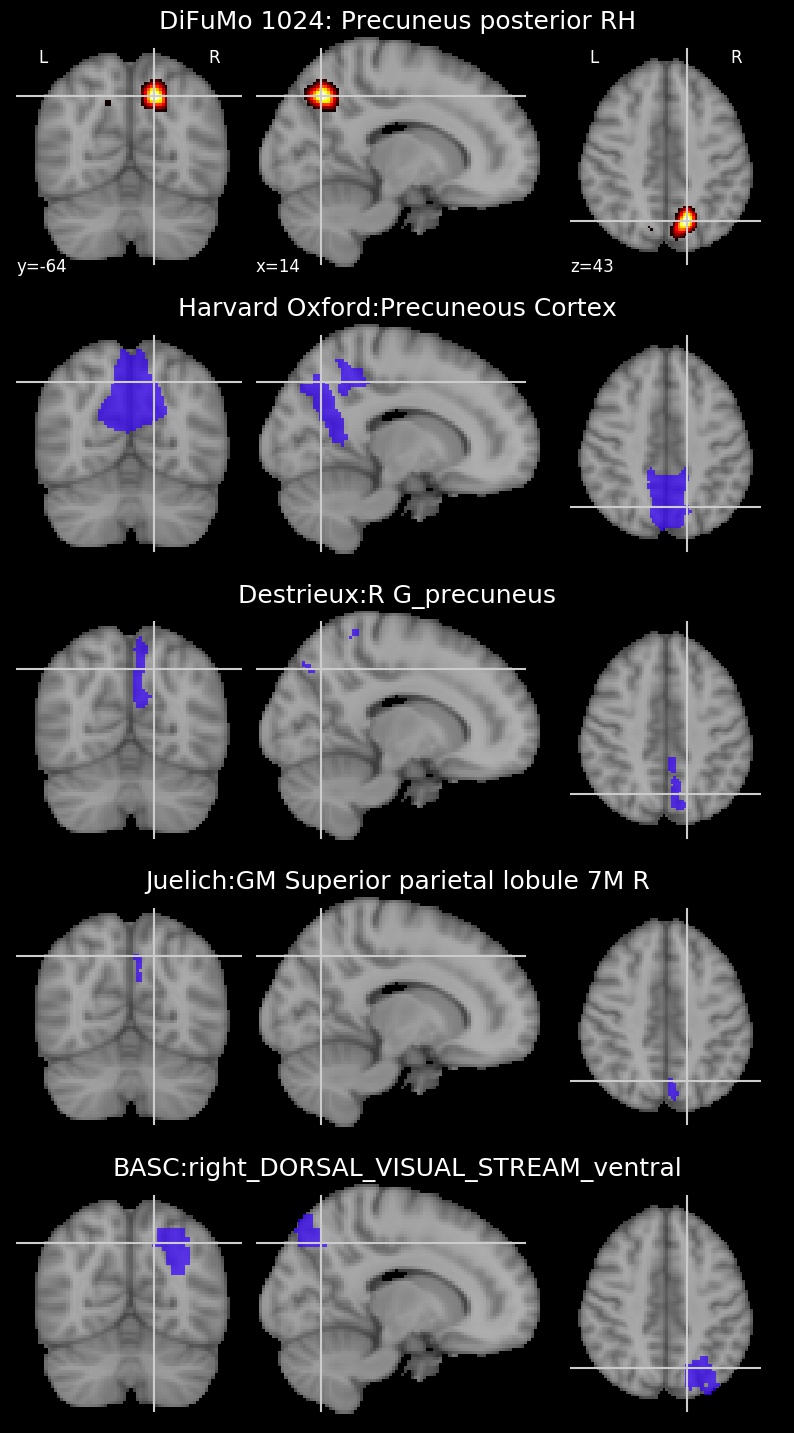 DiFuMo 1024: Precuneus posterior RH
L R L R
y=-64 x=14 z=43
Harvard Oxford:Precuneous Cortex
Destrieux:R G_precuneus
Juelich:GM Superior parietal lobule 7M R
BASC:right_DORSAL_VISUAL_STREAM_ventral